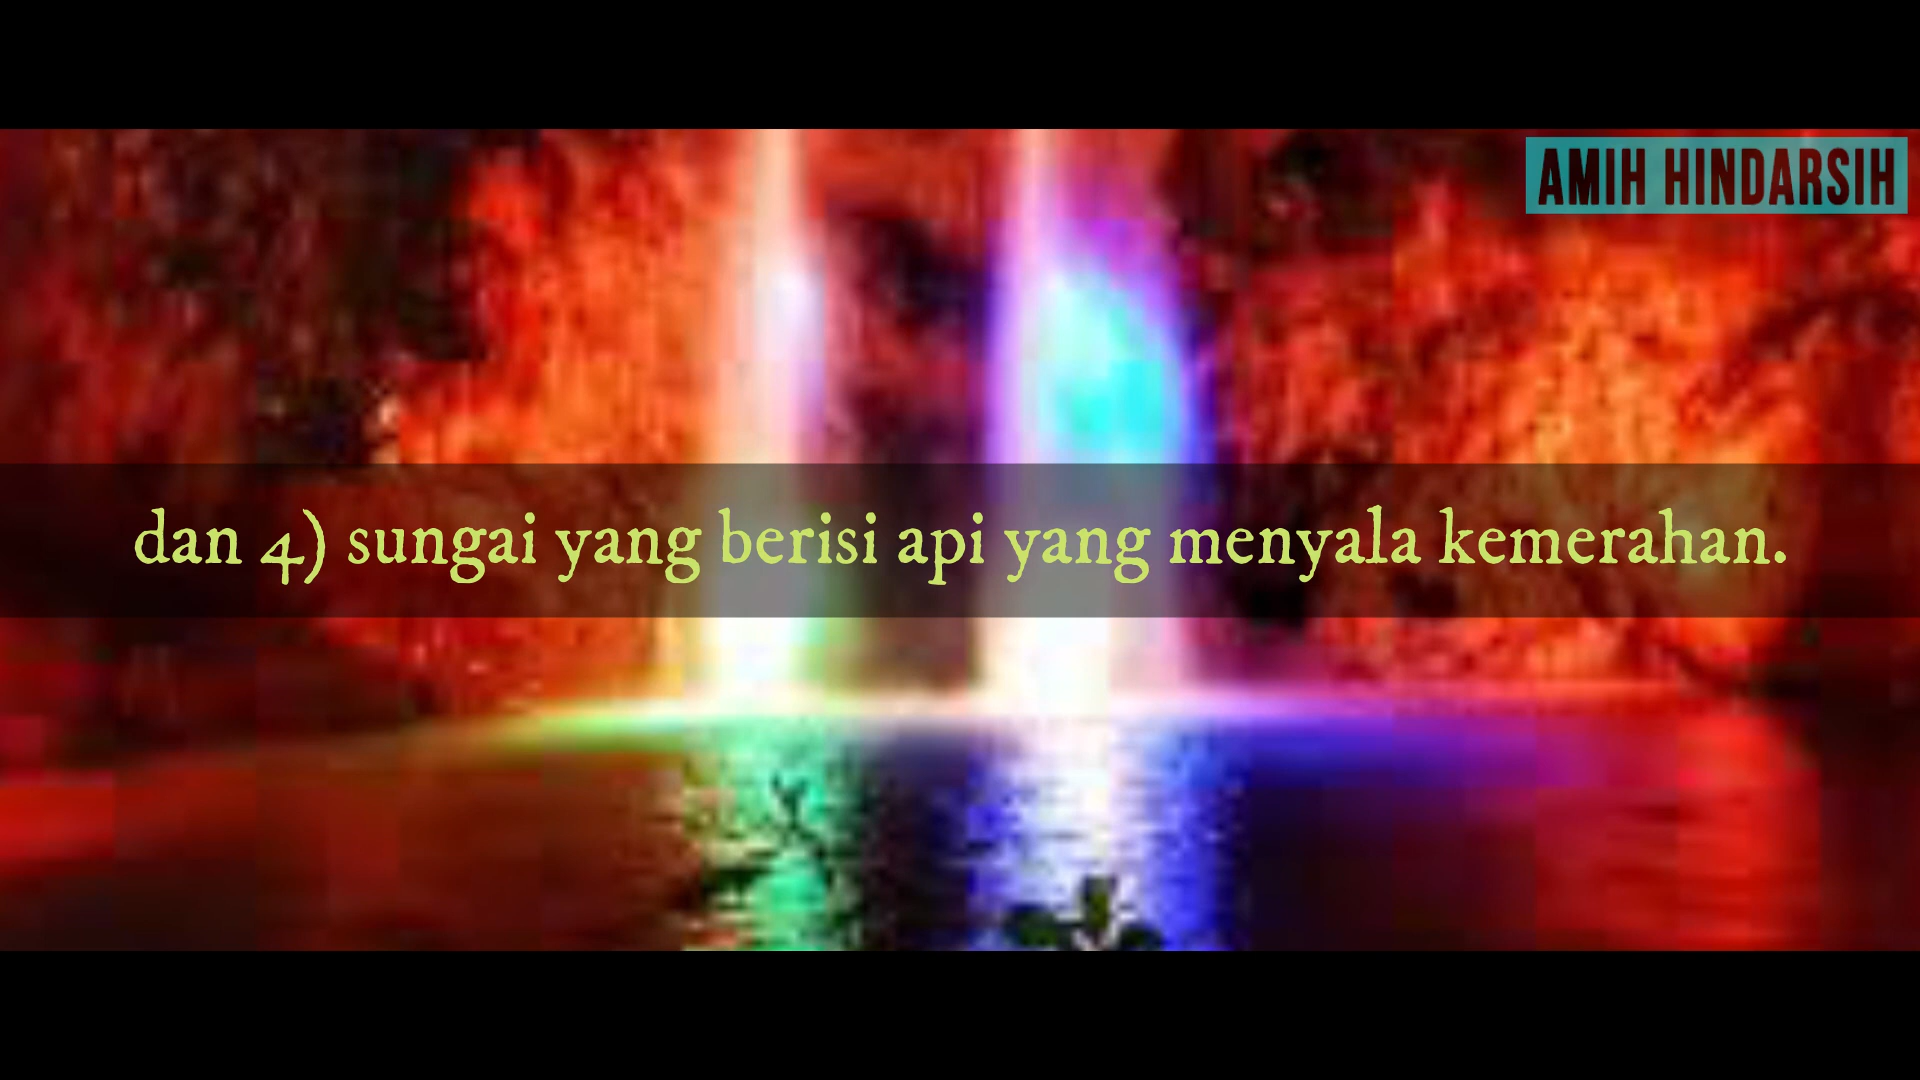 AMIH HINDARSIH
dan 4) sungai yang berisi api yang menyala kemerahan.